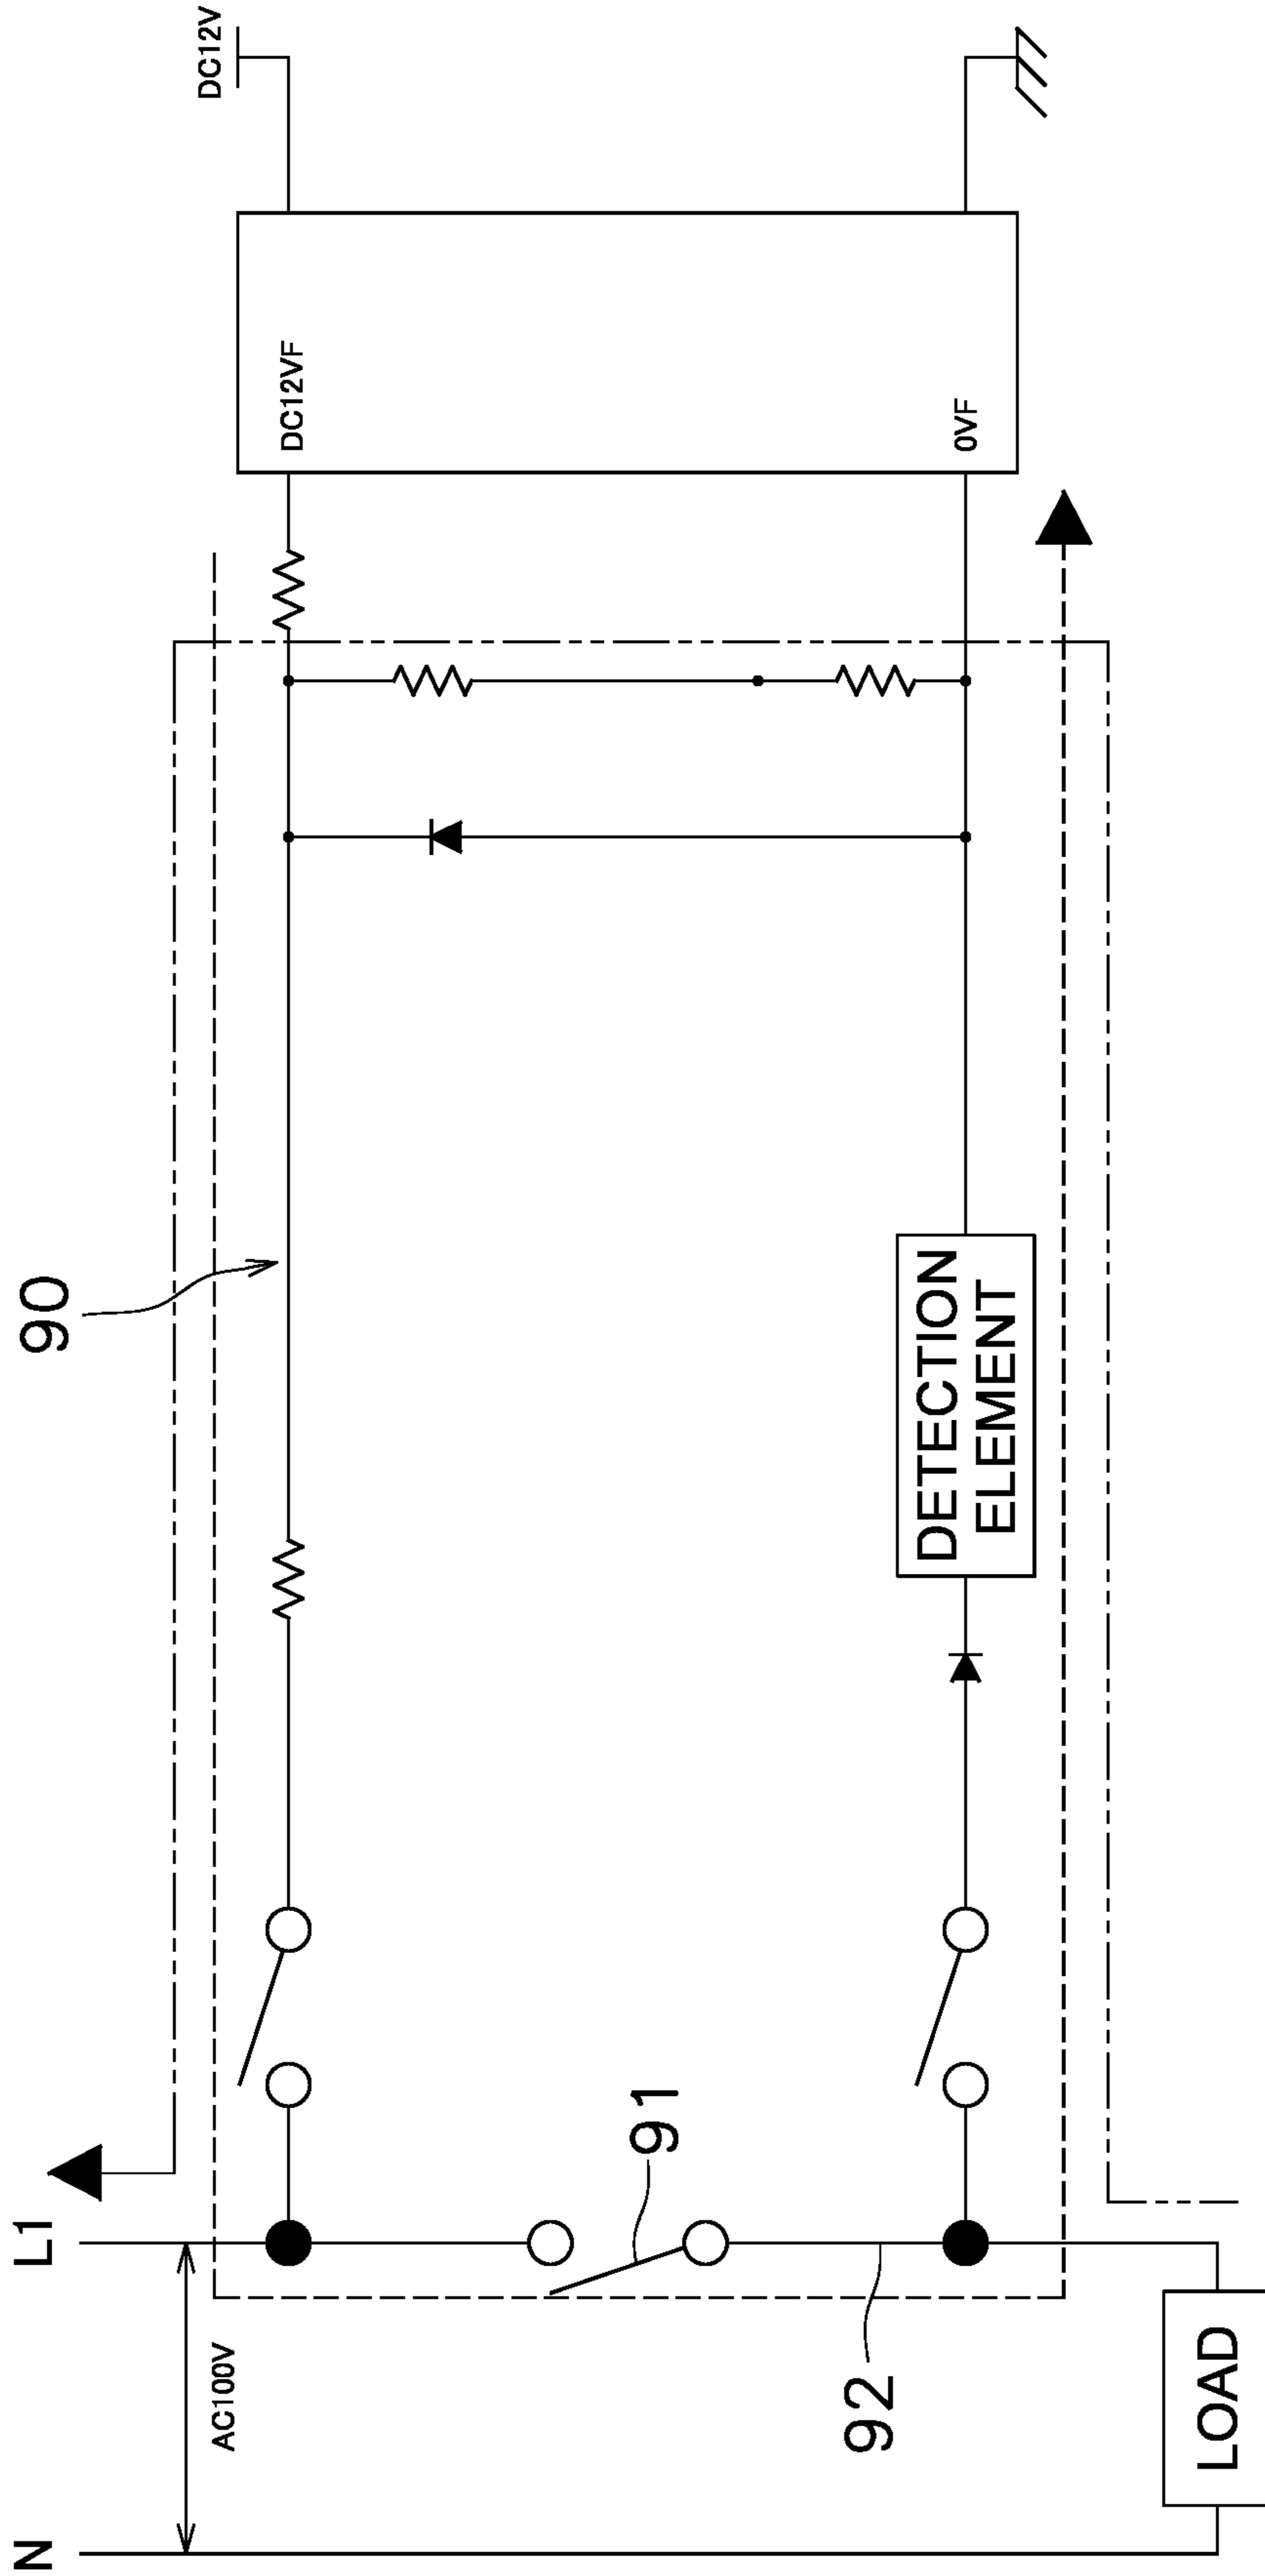 N
L1
AC100V
90
91
92
LOAD
DETECTION
ELEMENT
DC12VF
0VF
DC12V